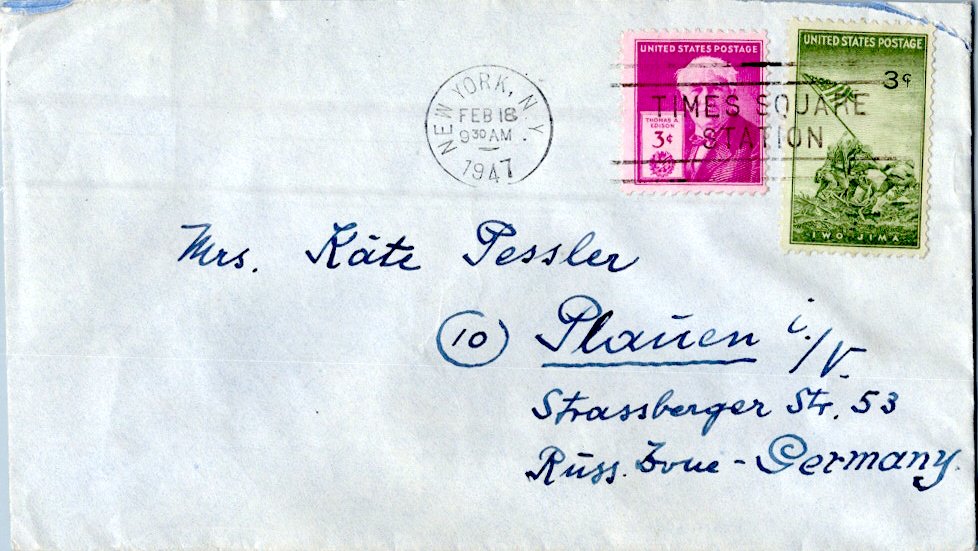 UNITED STATES POSTAGE
UNITED STATES POSTAGE
3¢
NEW YORK, N.Y.
FEB 18
9 30 AM
1947
TIMES SQUARE
STATION
THOMAS A.
EDISON
3¢
IWO JIMA
Mrs. Käte Pessler
(10) Plauen i./V.
Strassberger Str. 53
Russ. Zone - Germany.